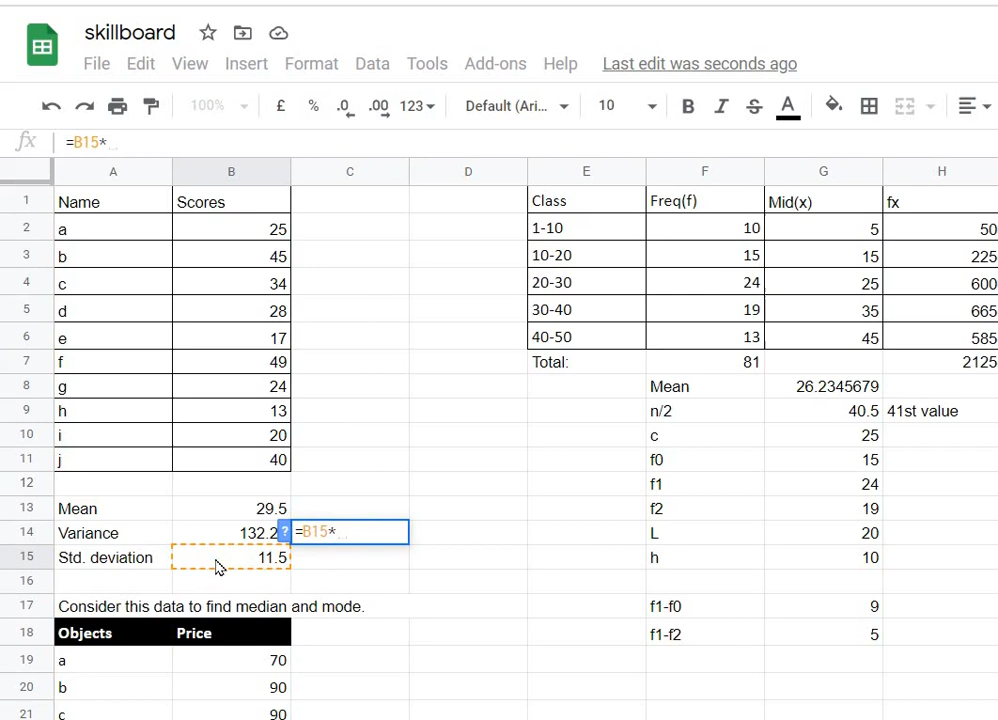 skillboard
File Edit View Insert Format Data Tools Add-ons Help Last edit was seconds ago
100% £ % .0 .00 123 Default (Ari... 10 B I S A
fx =B15*
A B C D E F G H
1 Name Scores Class Freq(f) Mid(x) fx
2 a 25 1-10 10 5 50
3 b 45 10-20 15 15 225
4 c 34 20-30 24 25 600
5 d 28 30-40 19 35 665
6 e 17 40-50 13 45 585
7 f 49 Total: 81 2125
8 g 24 Mean 26.2345679
9 h 13 n/2 40.5 41st value
10 i 20 c 25
11 j 40 f0 15
12 f1 24
13 Mean 29.5 f2 19
14 Variance 132.2 ? =B15* L 20
15 Std. deviation 11.5 h 10
16
17 Consider this data to find median and mode. f1-f0 9
18 Objects Price f1-f2 5
19 a 70
20 b 90
21 c 90